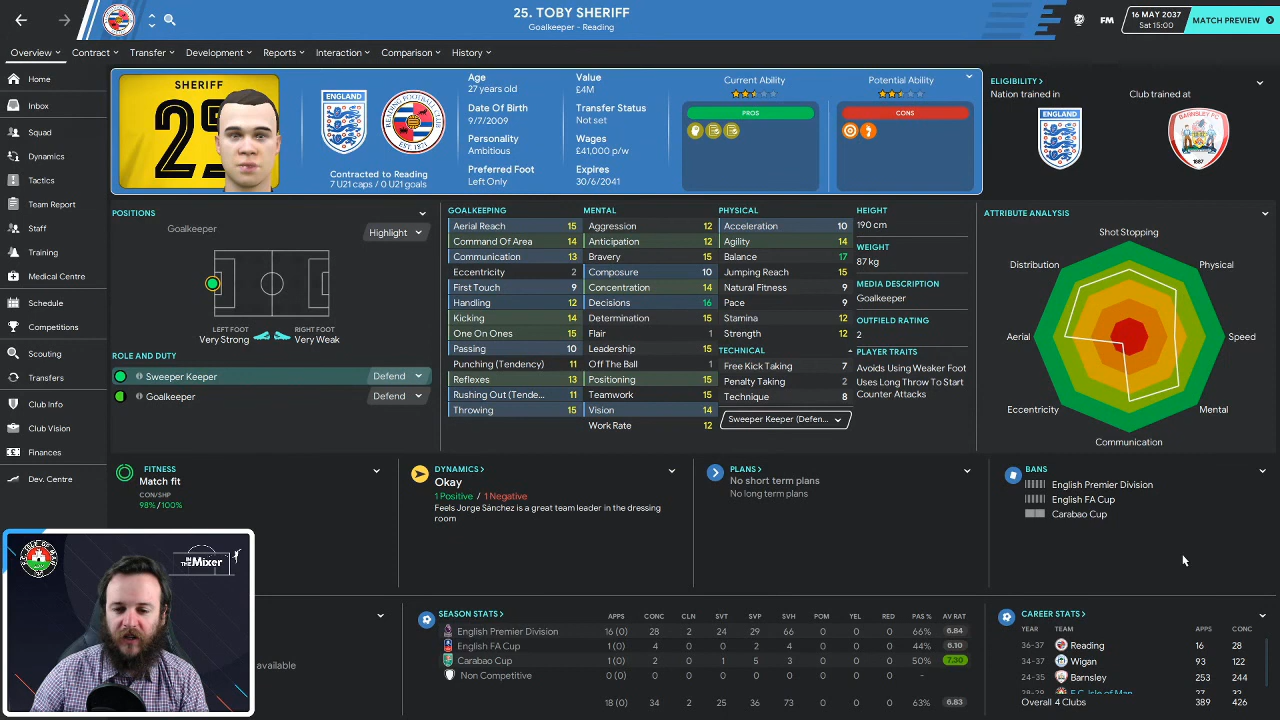 25. TOBY SHERIFF
Goalkeeper - Reading
FM
16 MAY 2037
Sat 15:00
MATCH PREVIEW
Overview
Contract
Transfer
Development
Reports
Interaction
Comparison
History
Home
Inbox
Squad
Dynamics
Tactics
Team Report
Staff
Training
Medical Centre
Schedule
Competitions
Scouting
Transfers
Club Info
Club Vision
Finances
Dev. Centre
SHERIFF
ENGLAND
Contracted to Reading
7 U21 caps / 0 U21 goals
Age
27 years old
Date Of Birth
9/7/2009
Personality
Ambitious
Preferred Foot
Left Only
Value
£4M
Transfer Status
Not set
Wages
£41,000 p/w
Expires
30/6/2041
Current Ability
PROS
Potential Ability
CONS
ELIGIBILITY
Nation trained in
Club trained at
ENGLAND
POSITIONS
Goalkeeper
Highlight
LEFT FOOT
Very Strong
RIGHT FOOT
Very Weak
ROLE AND DUTY
Sweeper Keeper Defend
Goalkeeper Defend
GOALKEEPING
Aerial Reach 15
Command Of Area 14
Communication 13
Eccentricity 2
First Touch 9
Handling 12
Kicking 14
One On Ones 15
Passing 10
Punching (Tendency) 11
Reflexes 13
Rushing Out (Tende... 11
Throwing 15
MENTAL
Aggression 12
Anticipation 12
Bravery 15
Composure 10
Concentration 14
Decisions 16
Determination 15
Flair 1
Leadership 15
Off The Ball 1
Positioning 15
Teamwork 15
Vision 14
Work Rate 12
PHYSICAL
Acceleration 10
Agility 14
Balance 17
Jumping Reach 15
Natural Fitness 9
Pace 9
Stamina 12
Strength 12
TECHNICAL
Free Kick Taking 7
Penalty Taking 2
Technique 8
Sweeper Keeper (Defen...
HEIGHT
190 cm
WEIGHT
87 kg
MEDIA DESCRIPTION
Goalkeeper
OUTFIELD RATING
2
PLAYER TRAITS
Avoids Using Weaker Foot
Uses Long Throw To Start
Counter Attacks
ATTRIBUTE ANALYSIS
Shot Stopping
Physical
Speed
Mental
Communication
Eccentricity
Aerial
Distribution
FITNESS
Match fit
CON/SHP
98%/100%
DYNAMICS
Okay
1 Positive / 1 Negative
Feels Jorge Sánchez is a great team leader in the dressing
room
PLANS
No short term plans
No long term plans
BANS
English Premier Division
English FA Cup
Carabao Cup
IN THE Mixer
available
SEASON STATS APPS CONC CLN SVT SVP SVH POM YEL RED PAS % AV RAT
English Premier Division 16 (0) 28 2 24 29 66 0 0 0 66% 6.84
English FA Cup 1 (0) 4 0 0 2 4 0 0 0 44% 6.10
Carabao Cup 1 (0) 2 0 1 5 3 0 0 0 50% 7.30
Non Competitive 0 (0) 0 0 0 0 0 0 0 0 - -
18 (0) 34 2 25 36 73 0 0 0 63% 6.83
CAREER STATS
YEAR TEAM APPS CONC
36-37 Reading 16 28
34-37 Wigan 93 122
24-35 Barnsley 253 244
28-29 F.C. Isle of Man 27 32
Overall 4 Clubs 389 426